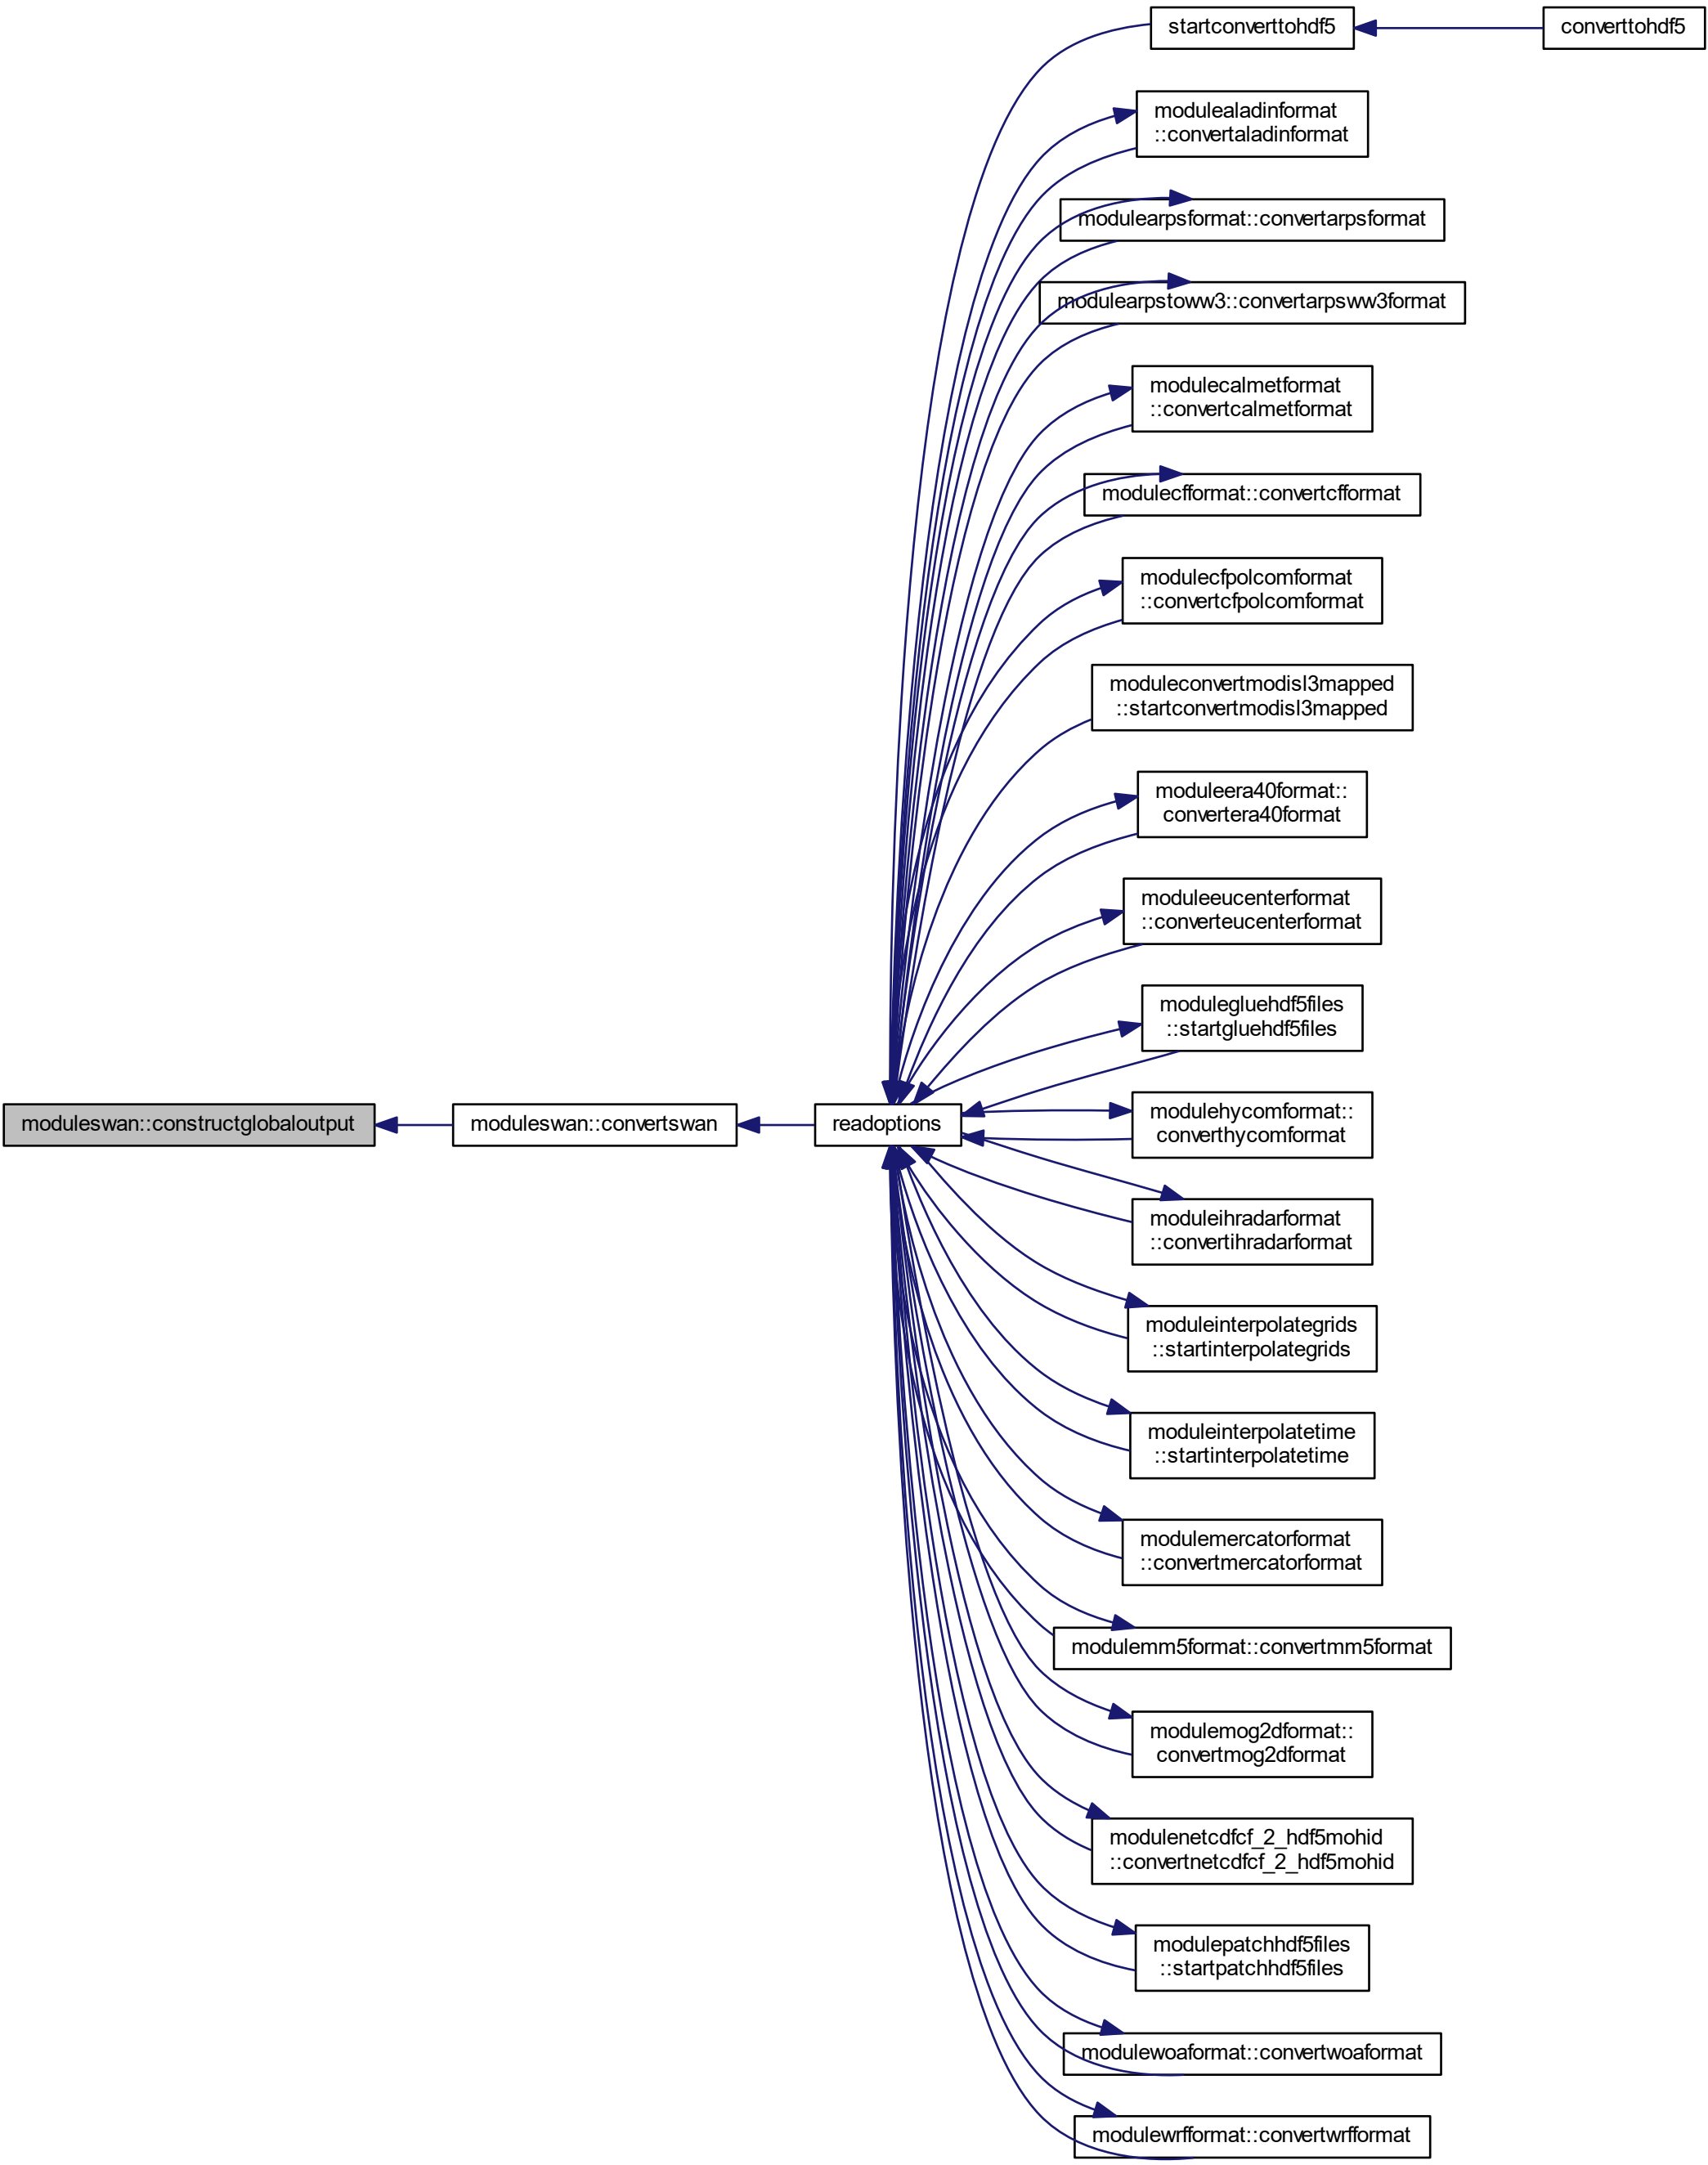 startconverttohdf5
converttohdf5
modulealadinformat
::convertaladinformat
modulearpsformat::convertarpsformat
modulearpstoww3::convertarpsww3format
modulecalmetformat
::convertcalmetformat
modulecfformat::convertcfformat
modulecfpolcomformat
::convertcfpolcomformat
moduleconvertmodisl3mapped
::startconvertmodisl3mapped
moduleera40format::
convertera40format
moduleeucenterformat
::converteucenterformat
modulegluehdf5files
::startgluehdf5files
moduleswan::constructglobaloutput
moduleswan::convertswan
readoptions
modulehycomformat::
converthycomformat
moduleihradarformat
::convertihradarformat
moduleinterpolategrids
::startinterpolategrids
moduleinterpolatetime
::startinterpolatetime
modulemercatorformat
::convertmercatorformat
modulemm5format::convertmm5format
modulemog2dformat::
convertmog2dformat
modulenetcdfcf_2_hdf5mohid
::convertnetcdfcf_2_hdf5mohid
modulepatchhdf5files
::startpatchhdf5files
modulewoaformat::convertwoaformat
modulewrfformat::convertwrfformat